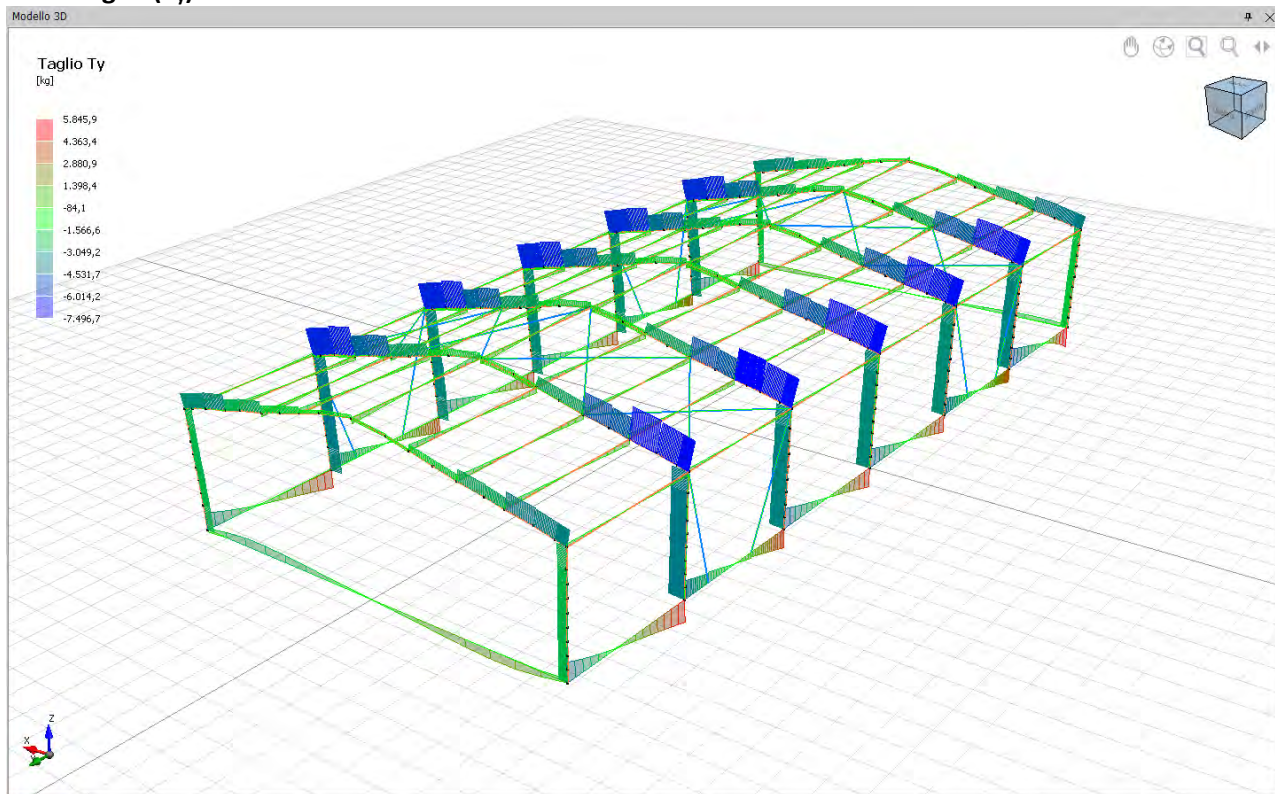 Modello 3D
Taglio Ty
[kg]
5.845,9
4.363,4
2.880,9
1.398,4
-84,1
-1.566,6
-3.049,2
-4.531,7
-6.014,2
-7.496,7
Z
X